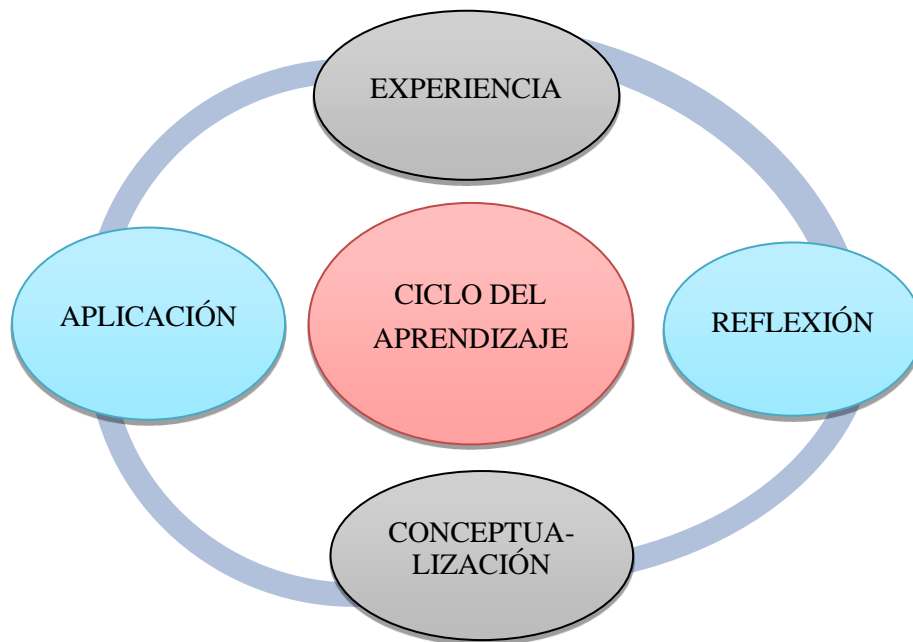 EXPERIENCIA
APLICACIÓN
CICLO DEL
APRENDIZAJE
REFLEXIÓN
CONCEPTUA-
LIZACIÓN